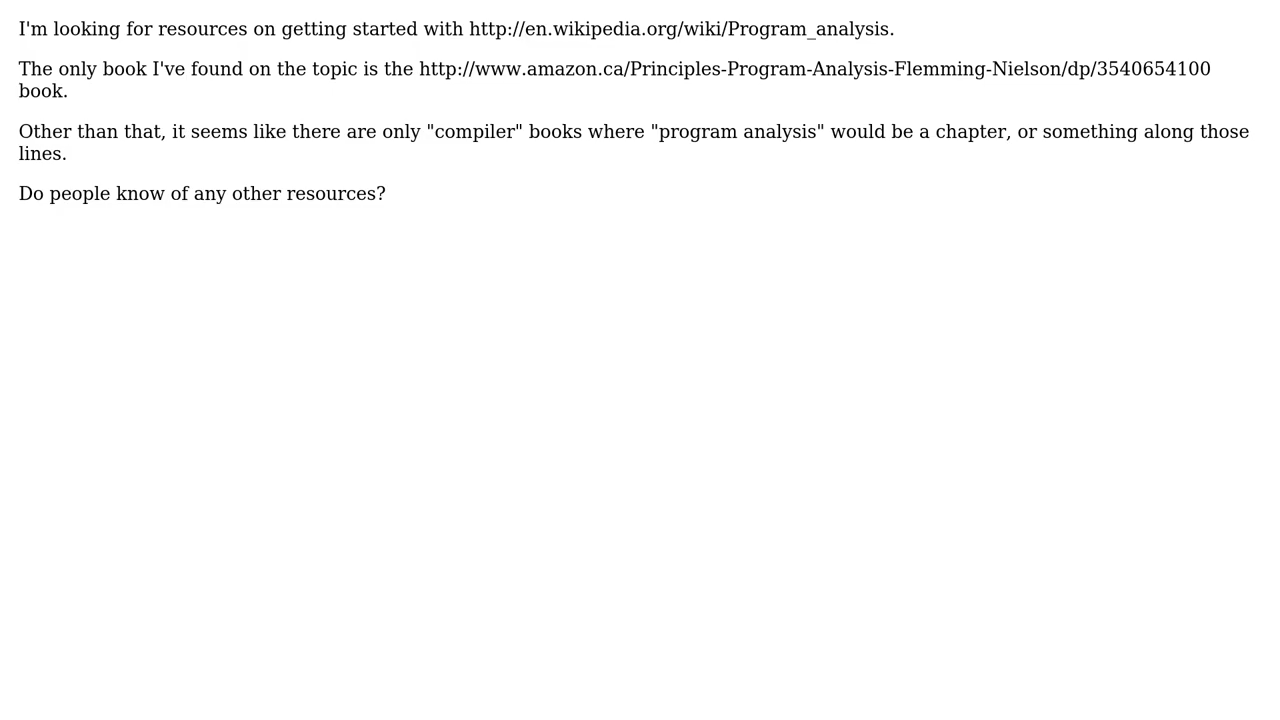 I'm looking for resources on getting started with http://en.wikipedia.org/wiki/Program_analysis.
The only book I've found on the topic is the http://www.amazon.ca/Principles-Program-Analysis-Flemming-Nielson/dp/3540654100
book.
Other than that, it seems like there are only "compiler" books where "program analysis" would be a chapter, or something along those
lines.
Do people know of any other resources?